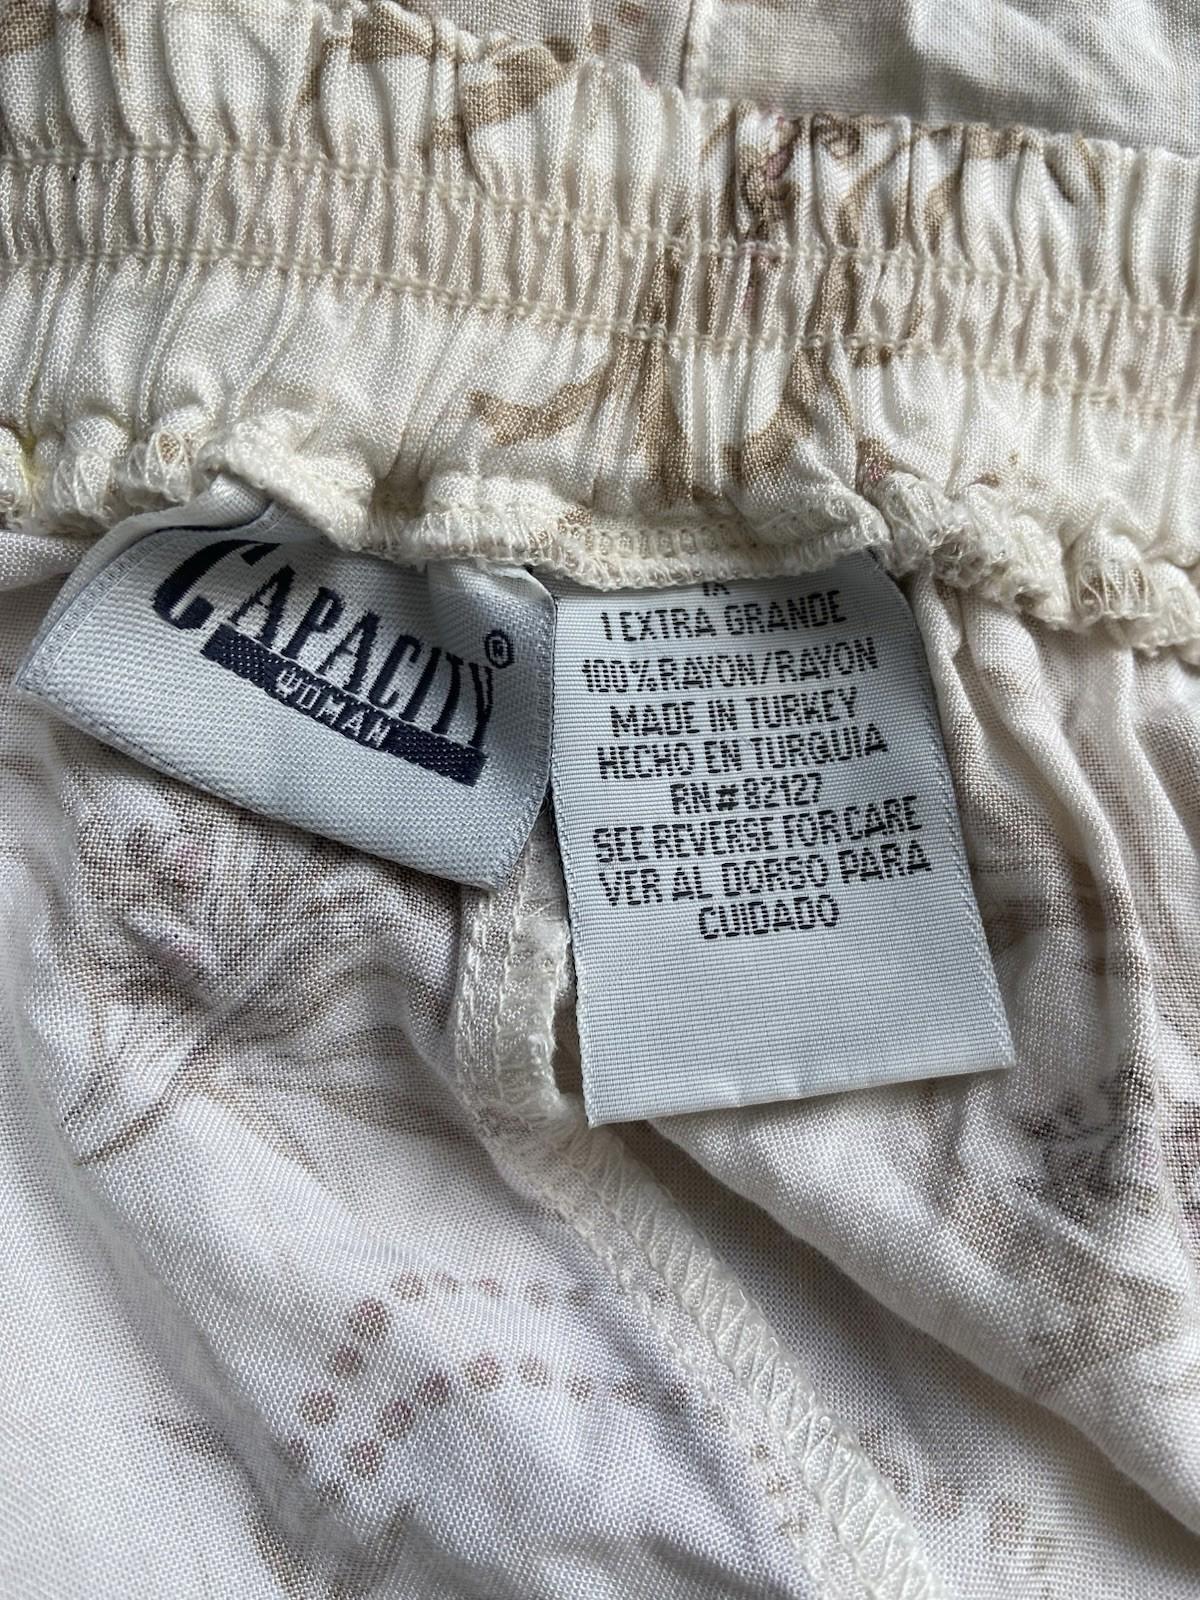 CAPACITY®
WOMAN
1X
1 EXTRA GRANDE
100% RAYON/RAYON
MADE IN TURKEY
HECHO EN TURQUIA
RN# 82127
SEE REVERSE FOR CARE
VER AL DORSO PARA
CUIDADO